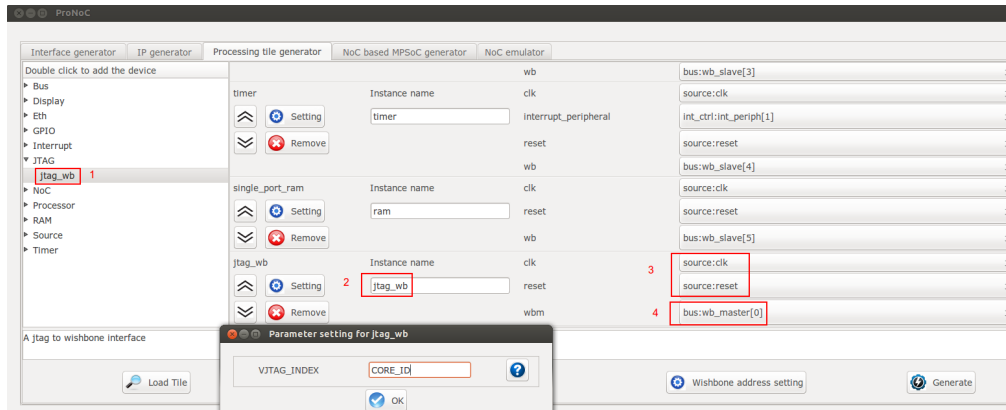 ProNoC
Interface generator IP generator Processing tile generator NoC based MPSoC generator NoC emulator
Double click to add the device
Bus
Display
Eth
GPIO
Interrupt
JTAG
jtag_wb 1
NoC
Processor
RAM
Source
Timer
wb bus:wb_slave[3]
timer Instance name clk source:clk
Setting timer interrupt_peripheral int_ctrl:int_periph[1]
Remove reset source:reset
wb bus:wb_slave[4]
single_port_ram Instance name clk source:clk
Setting ram reset source:reset
Remove wb bus:wb_slave[5]
jtag_wb Instance name clk 3 source:clk
Setting 2 jtag_wb reset source:reset
Remove wbm 4 bus:wb_master[0]
A jtag to wishbone interface
Parameter setting for jtag_wb
VJTAG_INDEX CORE_ID
OK
Load Tile
Wishbone address setting
Generate